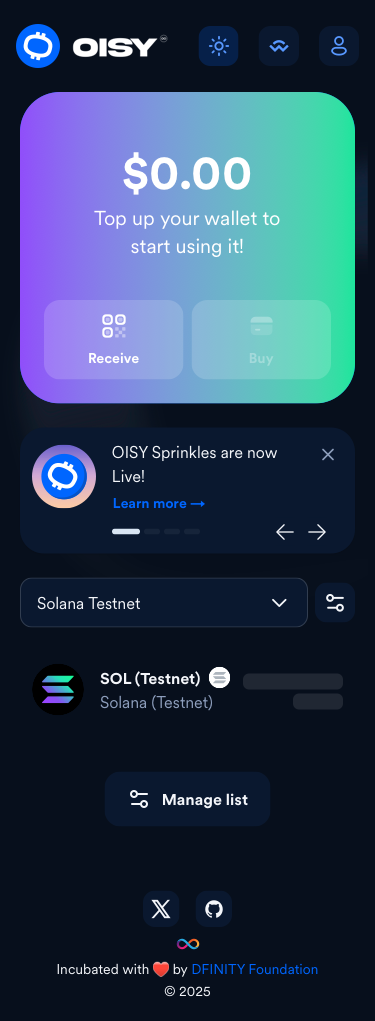 OISY
$0.00
Top up your wallet to
start using it!
Receive
Buy
OISY Sprinkles are now
Live!
Learn more →
Solana Testnet
SOL (Testnet)
Solana (Testnet)
Manage list
Incubated with ❤️ by DFINITY Foundation
© 2025